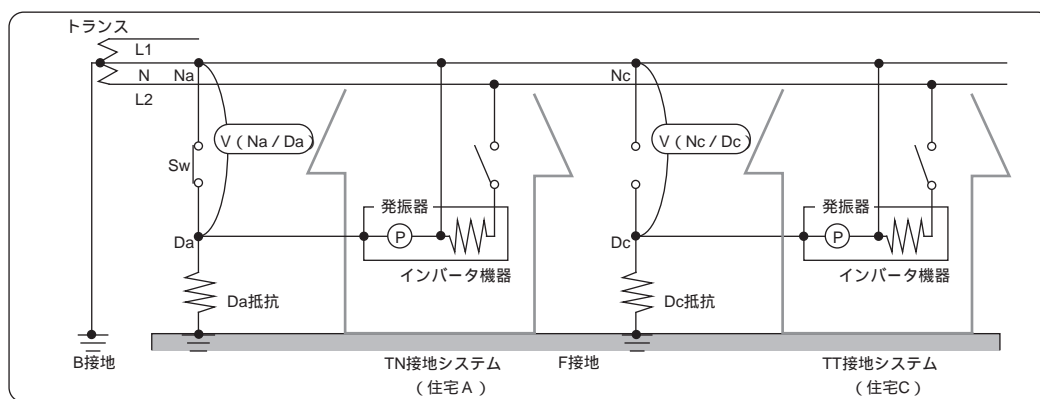 トランス
L1
N
Na
L2
Nc
V（Na／Da）
V（Nc／Dc）
Sw
発振器
発振器
Da
P
Dc
P
インバータ機器
インバータ機器
Da抵抗
Dc抵抗
B接地
TN接地システム
F接地
TT接地システム
（住宅A）
（住宅C）